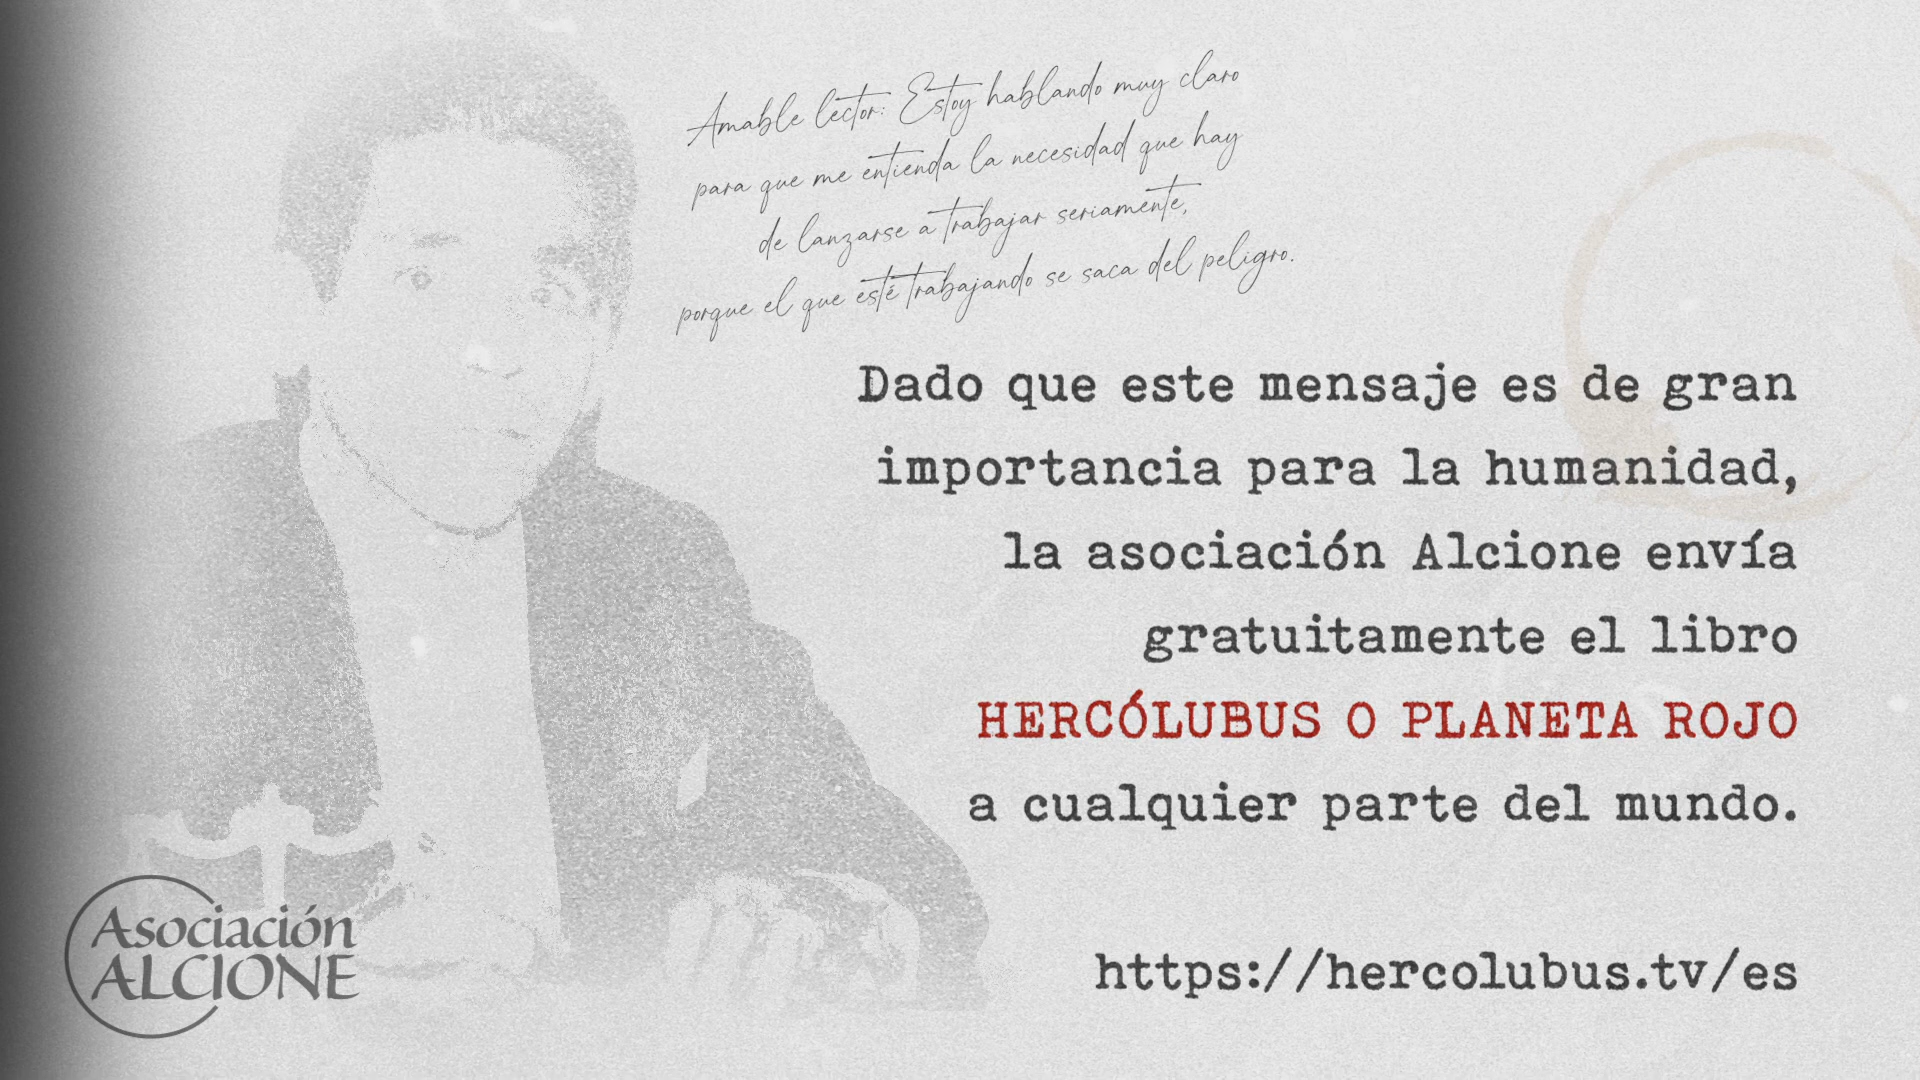 Amable lector: Estoy hablando muy claro
para que me entienda la necesidad que hay
de lanzarse a trabajar seriamente,
porque el que esté trabajando se saca del peligro.
Dado que este mensaje es de gran
importancia para la humanidad,
la asociación Alcione envía
gratuitamente el libro
HERCÓLUBUS O PLANETA ROJO
a cualquier parte del mundo.
https://hercolubus.tv/es
Asociación
ALCIONE